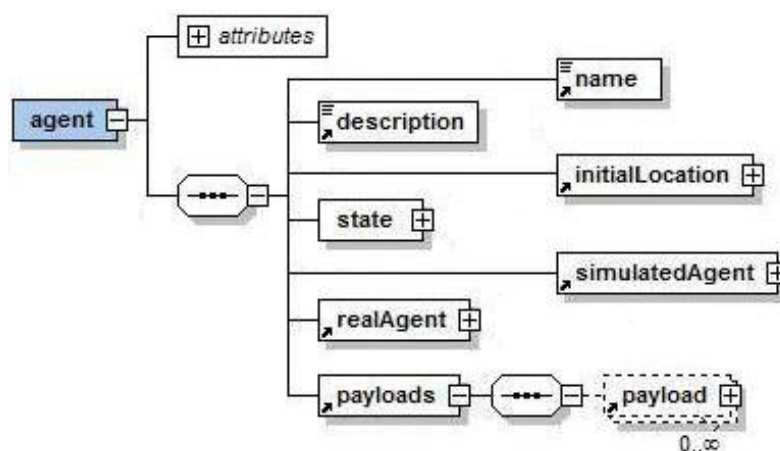 attributes
name
agent
description
initialLocation
state
simulatedAgent
realAgent
payloads
payload
0..∞